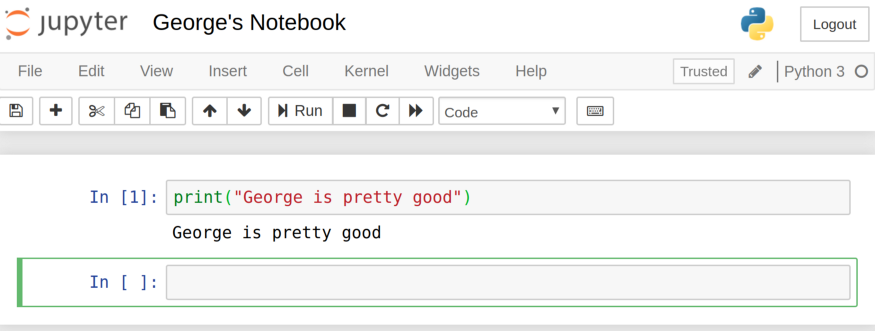 jupyter George's Notebook Logout
File Edit View Insert Cell Kernel Widgets Help Trusted Python 3
Run Code
In [1]: print("George is pretty good")
George is pretty good
In [ ]: